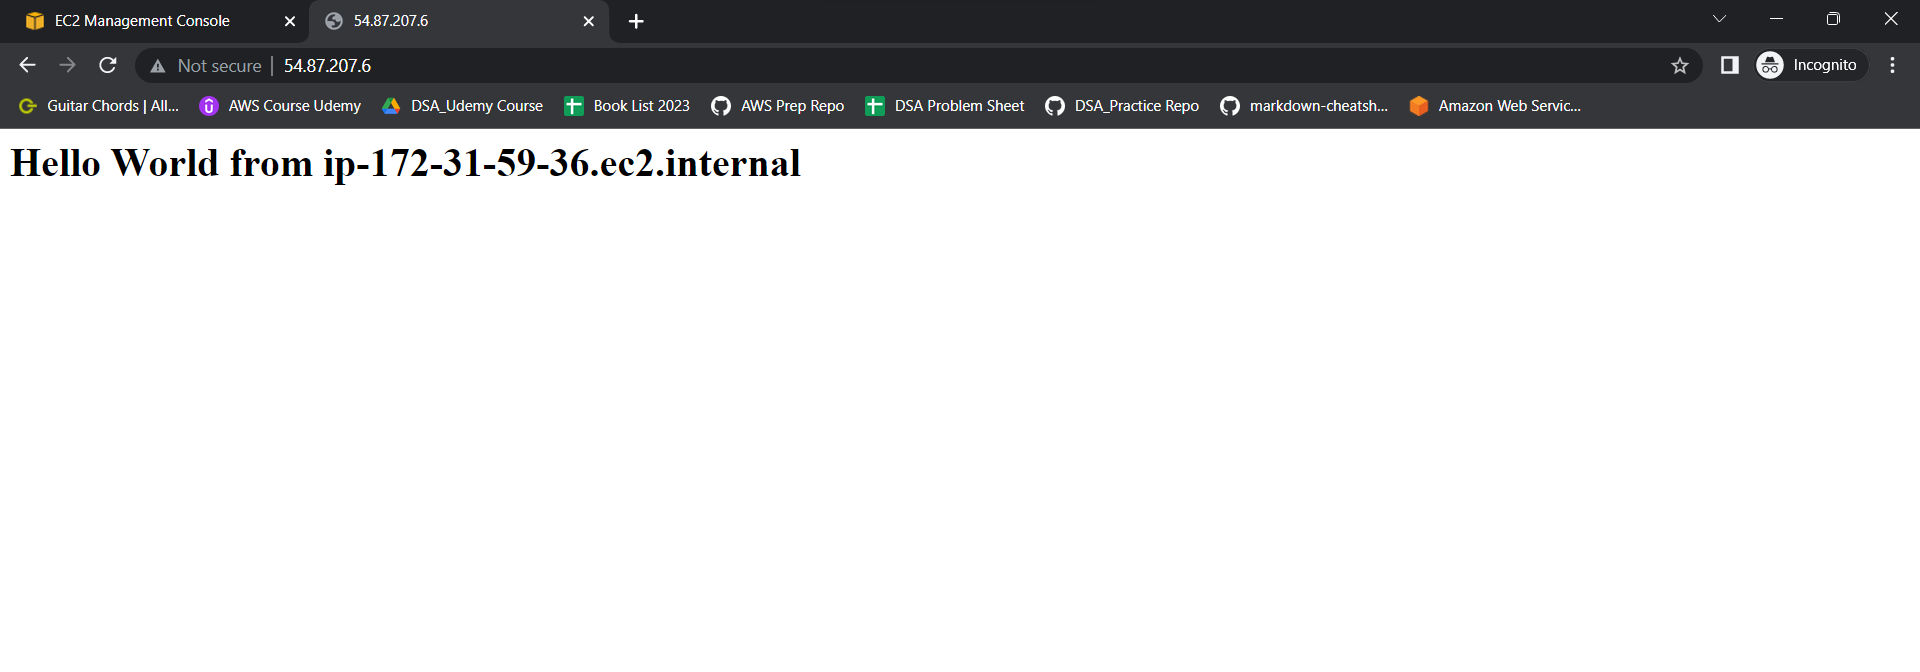 EC2 Management Console
54.87.207.6
Not secure | 54.87.207.6
Incognito
Guitar Chords | All...
AWS Course Udemy
DSA_Udemy Course
Book List 2023
AWS Prep Repo
DSA Problem Sheet
DSA_Practice Repo
markdown-cheatsh...
Amazon Web Servic...
Hello World from ip-172-31-59-36.ec2.internal